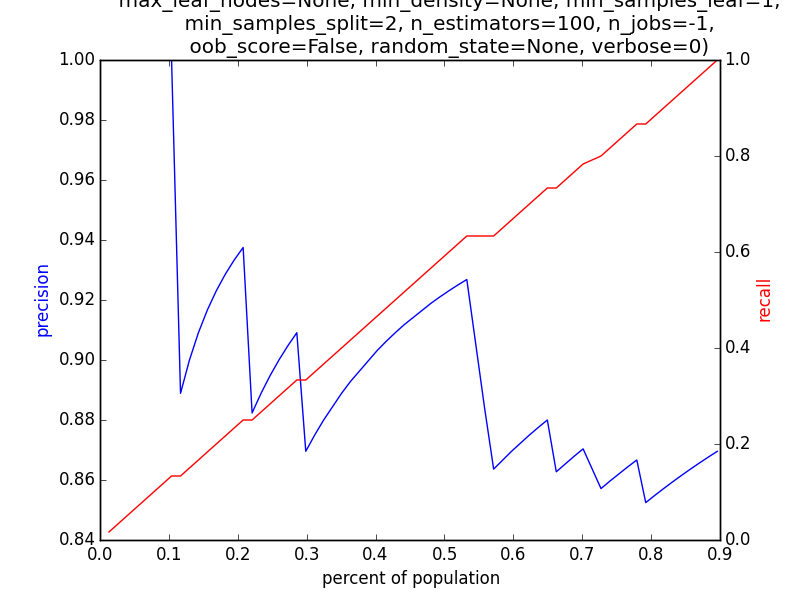 max_leaf_nodes=None, min_density=None, min_samples_leaf=1,
min_samples_split=2, n_estimators=100, n_jobs=-1,
oob_score=False, random_state=None, verbose=0)
1.00
0.98
0.96
0.94
0.92
0.90
0.88
0.86
0.84
precision
1.0
0.8
0.6
0.4
0.2
0.0
recall
0.0 0.1 0.2 0.3 0.4 0.5 0.6 0.7 0.8 0.9
percent of population